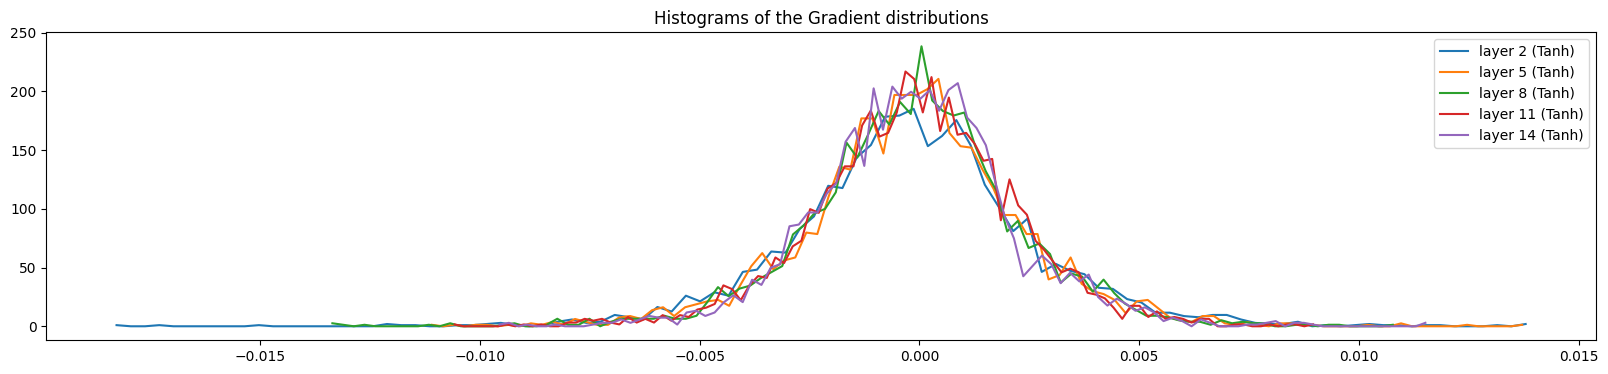 Histograms of the Gradient distributions
250
200
150
100
50
0
layer 2 (Tanh)
layer 5 (Tanh)
layer 8 (Tanh)
layer 11 (Tanh)
layer 14 (Tanh)
−0.015 −0.010 −0.005 0.000 0.005 0.010 0.015